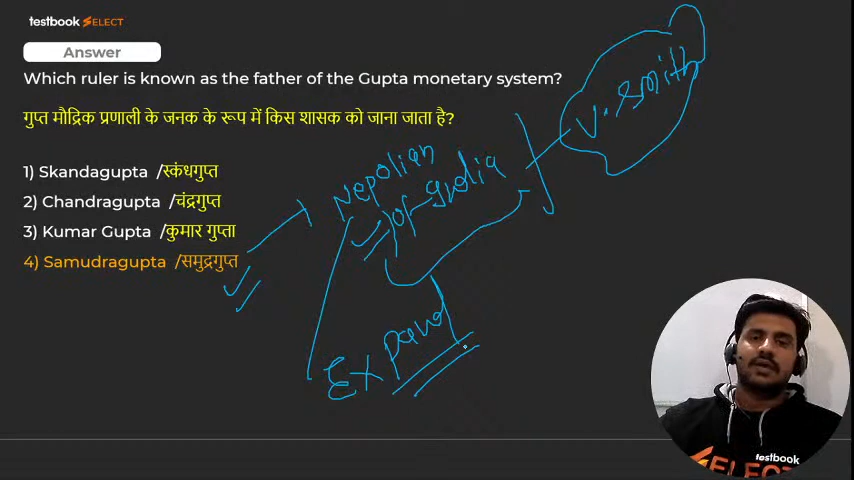 testbook SELECT
Answer
Which ruler is known as the father of the Gupta monetary system?
गुप्त मौद्रिक प्रणाली के जनक के रूप में किस शासक को जाना जाता है?
1) Skandagupta /स्कंधगुप्त
2) Chandragupta /चंद्रगुप्त
3) Kumar Gupta /कुमार गुप्ता
4) Samudragupta /समुद्रगुप्त
V. Smith
Nepolian
of India
Expand
testbook
SELECT